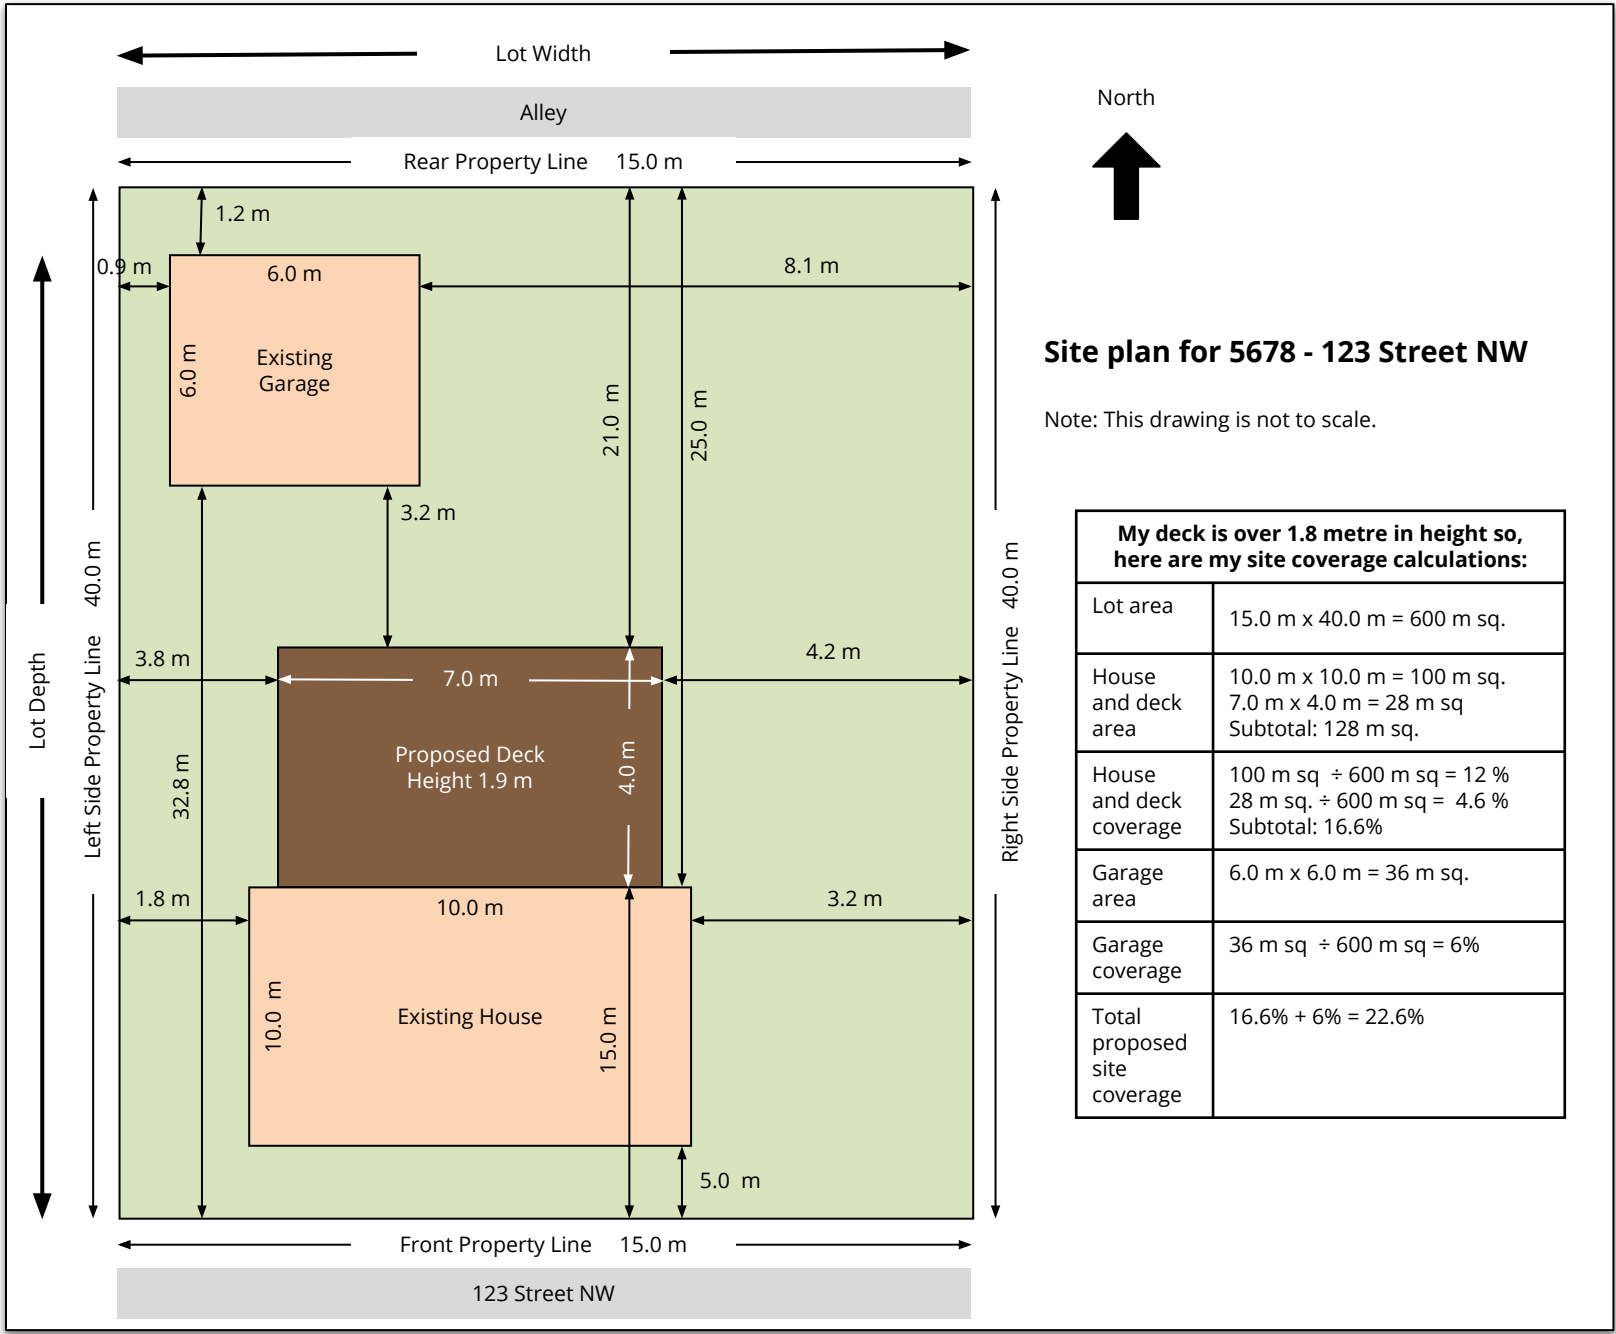 Lot Width
Alley
North
Rear Property Line 15.0 m
1.2 m
0.9 m
6.0 m
8.1 m
6.0 m
Existing
Garage
21.0 m
25.0 m
Site plan for 5678 - 123 Street NW
Note: This drawing is not to scale.
3.2 m
Left Side Property Line 40.0 m
Right Side Property Line 40.0 m
Lot Depth
3.8 m
7.0 m
4.2 m
32.8 m
Proposed Deck
Height 1.9 m
4.0 m
1.8 m
10.0 m
3.2 m
10.0 m
Existing House
15.0 m
5.0 m
Front Property Line 15.0 m
123 Street NW
My deck is over 1.8 metre in height so,
here are my site coverage calculations:
Lot area
15.0 m x 40.0 m = 600 m sq.
House
and deck
area
10.0 m x 10.0 m = 100 m sq.
7.0 m x 4.0 m = 28 m sq
Subtotal: 128 m sq.
House
and deck
coverage
100 m sq ÷ 600 m sq = 12 %
28 m sq. ÷ 600 m sq = 4.6 %
Subtotal: 16.6%
Garage
area
6.0 m x 6.0 m = 36 m sq.
Garage
coverage
36 m sq ÷ 600 m sq = 6%
Total
proposed
site
coverage
16.6% + 6% = 22.6%